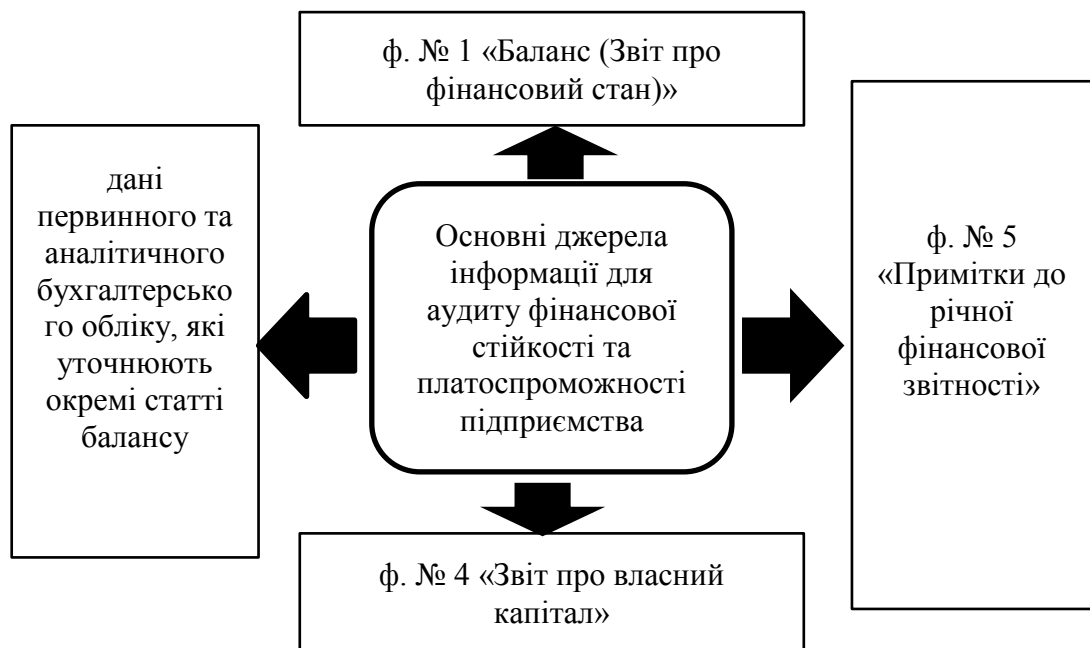 ф. № 1 «Баланс (Звіт про
фінансовий стан)»
дані
первинного та
аналітичного
бухгалтерсько
го обліку, які
уточнюють
окремі статті
балансу
Основні джерела
інформації для
аудиту фінансової
стійкості та
платоспроможності
підприємства
ф. № 5
«Примітки до
річної
фінансової
звітності»
ф. № 4 «Звіт про власний
капітал»